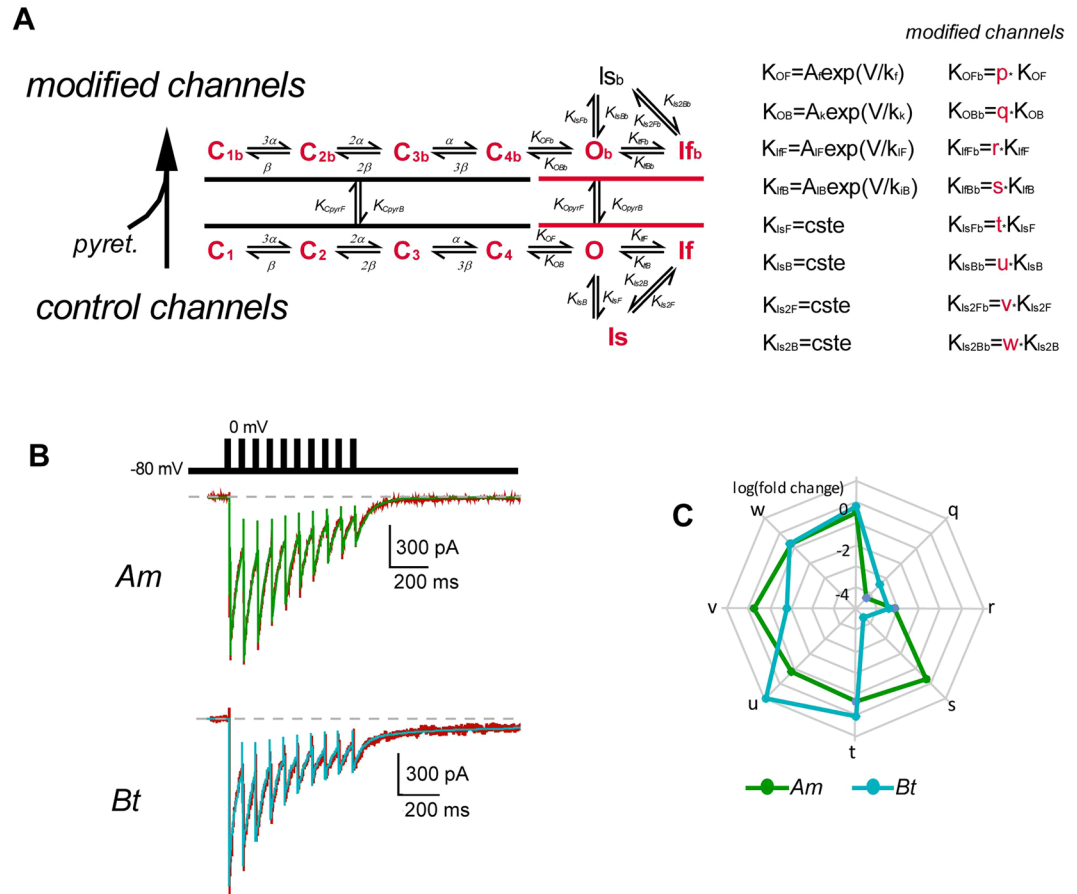 A
modified channels
modified channels
control channels
pyret.
Isb
KIsFb KIsBb KIs2Bb KIs2Fb
C1b 3α β C2b 2α 2β C3b α 3β C4b KOFb KOBb Ob KIfFb KIfBb Ifb
KCpyrF KCpyrB KOpyrF KOpyrB
C1 3α β C2 2α 2β C3 α 3β C4 KOF KOB O KIfF KIfB If
KIsB KIsF KIs2B KIs2F
Is
KOF=Afexp(V/kf) KOFb=p*KOF
KOB=Akexp(V/kk) KOBb=q*KOB
KIfF=AIFexp(V/kIF) KIfFb=r*KIfF
KIfB=AIBexp(V/kiB) KIfBb=s*KIfB
KIsF=cste KIsFb=t*KIsF
KIsB=cste KIsBb=u*KIsB
KIs2F=cste KIs2Fb=v*KIs2F
KIs2B=cste KIs2Bb=w*KIs2B
B
0 mV
-80 mV
Am
300 pA
200 ms
Bt
300 pA
200 ms
C
log(fold change)
0
-2
-4
w
q
v
r
u
s
t
Am
Bt